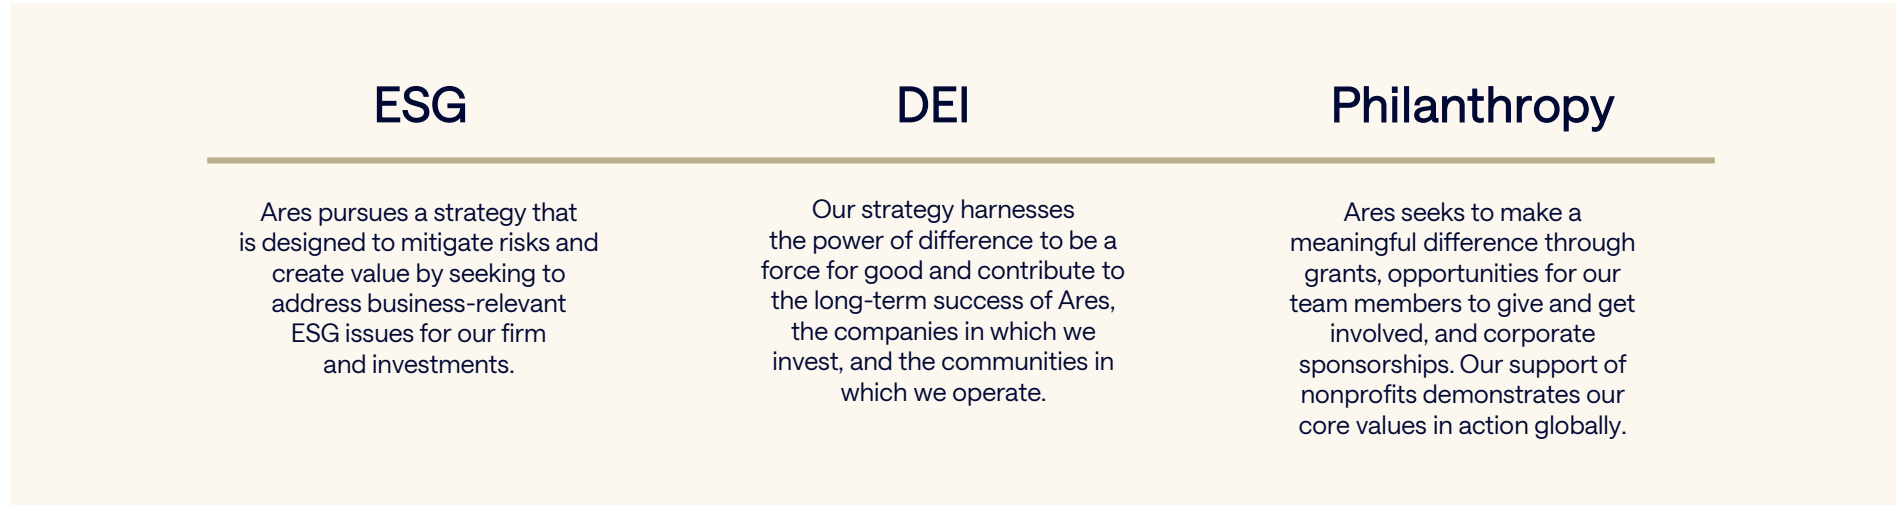 ESG
Ares pursues a strategy that
is designed to mitigate risks and
create value by seeking to
address business-relevant
ESG issues for our firm
and investments.
DEI
Our strategy harnesses
the power of difference to be a
force for good and contribute to
the long-term success of Ares,
the companies in which we
invest, and the communities in
which we operate.
Philanthropy
Ares seeks to make a
meaningful difference through
grants, opportunities for our
team members to give and get
involved, and corporate
sponsorships. Our support of
nonprofits demonstrates our
core values in action globally.